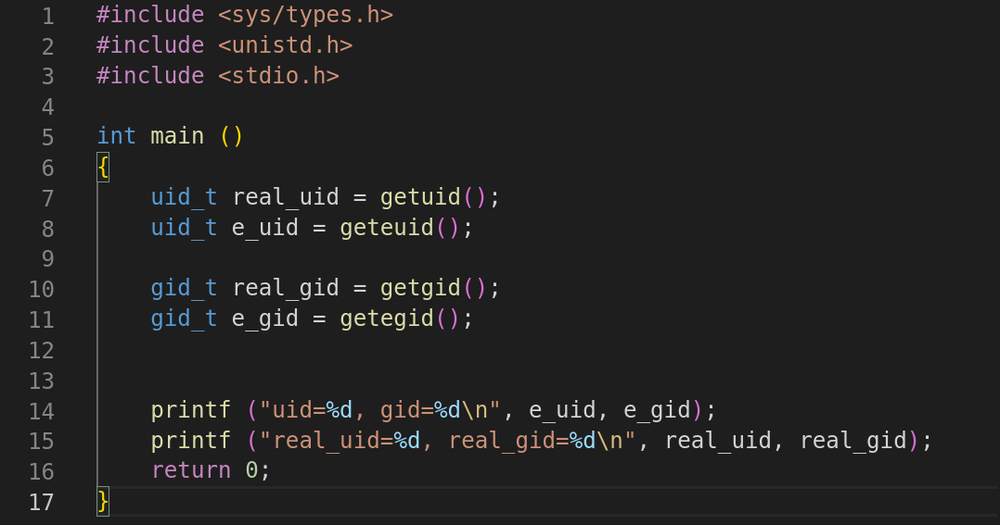 1 #include <sys/types.h>
2 #include <unistd.h>
3 #include <stdio.h>
4
5 int main ()
6 {
7     uid_t real_uid = getuid();
8     uid_t e_uid = geteuid();
9
10     gid_t real_gid = getgid();
11     gid_t e_gid = getegid();
12
13
14     printf ("uid=%d, gid=%d\n", e_uid, e_gid);
15     printf ("real_uid=%d, real_gid=%d\n", real_uid, real_gid);
16     return 0;
17 }